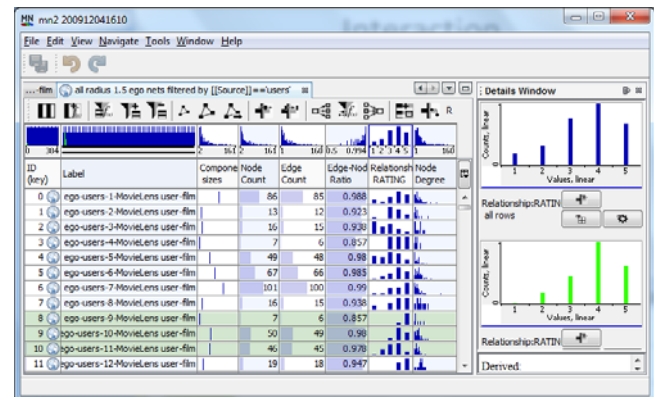 mn2 200912041610
File Edit View Navigate Tools Window Help
...-film all radius 1.5 ego nets filtered by [[Source]]=='users'
Details Window
R
0 384 2 161 2 161 1 160 0.5 0.994 1 2 3 4 5 1 160
ID (key) Label Compone sizes Node Count Edge Count Edge-Nod Ratio Relationsh RATING Node Degree
0 ego-users-1-MovieLens user-film 86 85 0.988
1 ego-users-2-MovieLens user-film 13 12 0.923
2 ego-users-3-MovieLens user-film 16 15 0.938
3 ego-users-4-MovieLens user-film 7 6 0.857
4 ego-users-5-MovieLens user-film 49 48 0.98
5 ego-users-6-MovieLens user-film 67 66 0.985
6 ego-users-7-MovieLens user-film 101 100 0.99
7 ego-users-8-MovieLens user-film 16 15 0.938
8 ego-users-9-MovieLens user-film 7 6 0.857
9 ego-users-10-MovieLens user-film 50 49 0.98
10 ego-users-11-MovieLens user-film 46 45 0.978
11 ego-users-12-MovieLens user-film 19 18 0.947
Counts, linear
1 2 3 4 5
Values, linear
Relationship:RATIN
all rows
Counts, linear
1 2 3 4 5
Values, linear
Relationship:RATIN
Derived: